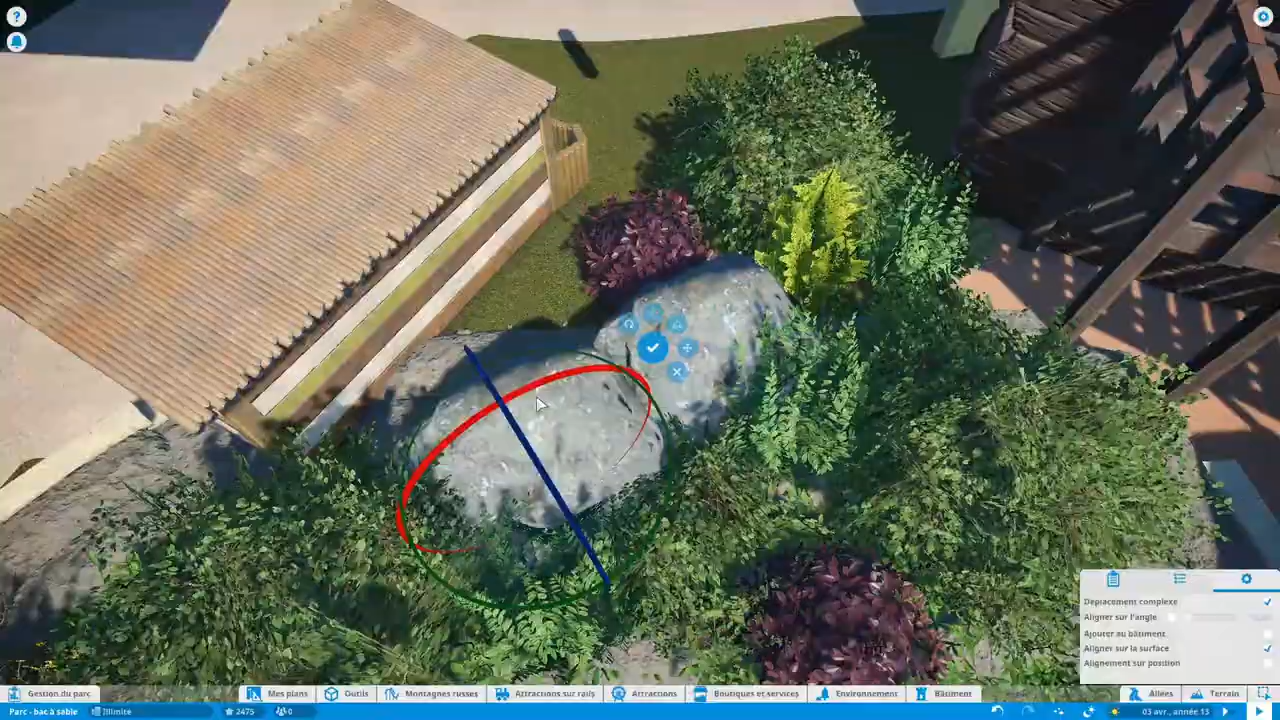 ?
Déplacement complexe
Aligner sur l'angle
Ajouter au bâtiment
Aligner sur la surface
Alignement sur position
Gestion du parc
Mes plans
Outils
Montagnes russes
Attractions sur rails
Attractions
Boutiques et services
Environnement
Bâtiment
Allées
Terrain
Parc - bac à sable
Illimité
2475
0
03 avr., année 13